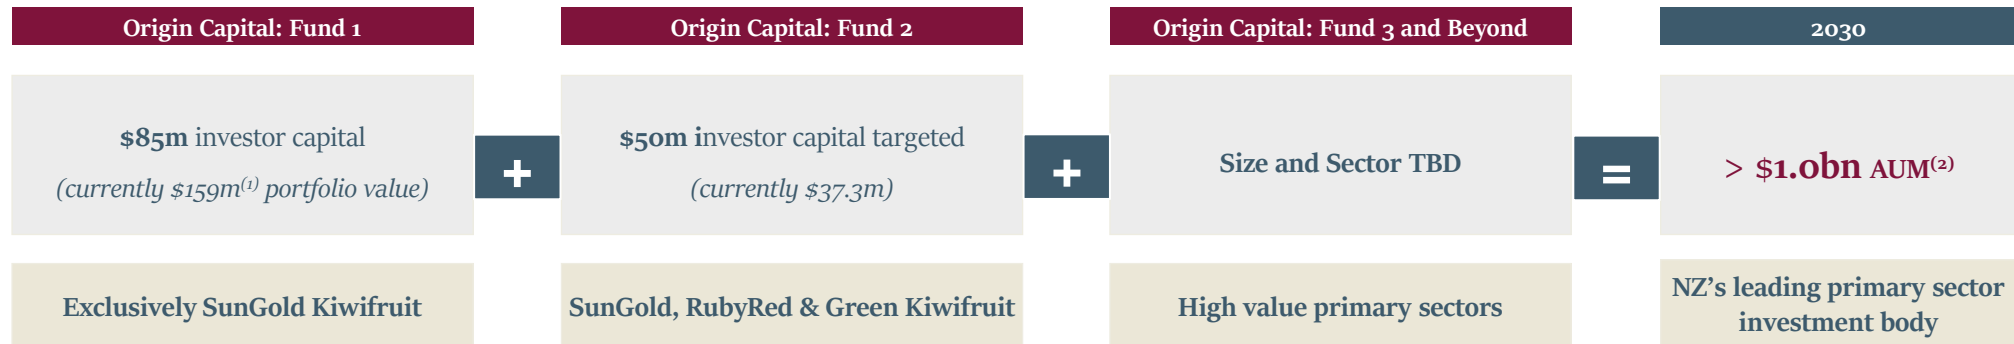 Origin Capital: Fund 1
$85m investor capital
(currently $159m(1) portfolio value)
Exclusively SunGold Kiwifruit
+
Origin Capital: Fund 2
$50m investor capital targeted
(currently $37.3m)
SunGold, RubyRed & Green Kiwifruit
+
Origin Capital: Fund 3 and Beyond
Size and Sector TBD
High value primary sectors
=
2030
> $1.0bn AUM(2)
NZ's leading primary sector
investment body